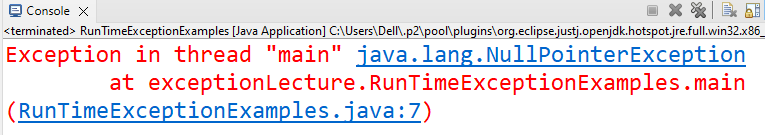 Console
<terminated> RunTimeExceptionExamples [Java Application] C:\Users\Dell\.p2\pool\plugins\org.eclipse.justj.openjdk.hotspot.jre.full.win32.x86_
Exception in thread "main" java.lang.NullPointerException
at exceptionLecture.RunTimeExceptionExamples.main
(RunTimeExceptionExamples.java:7)